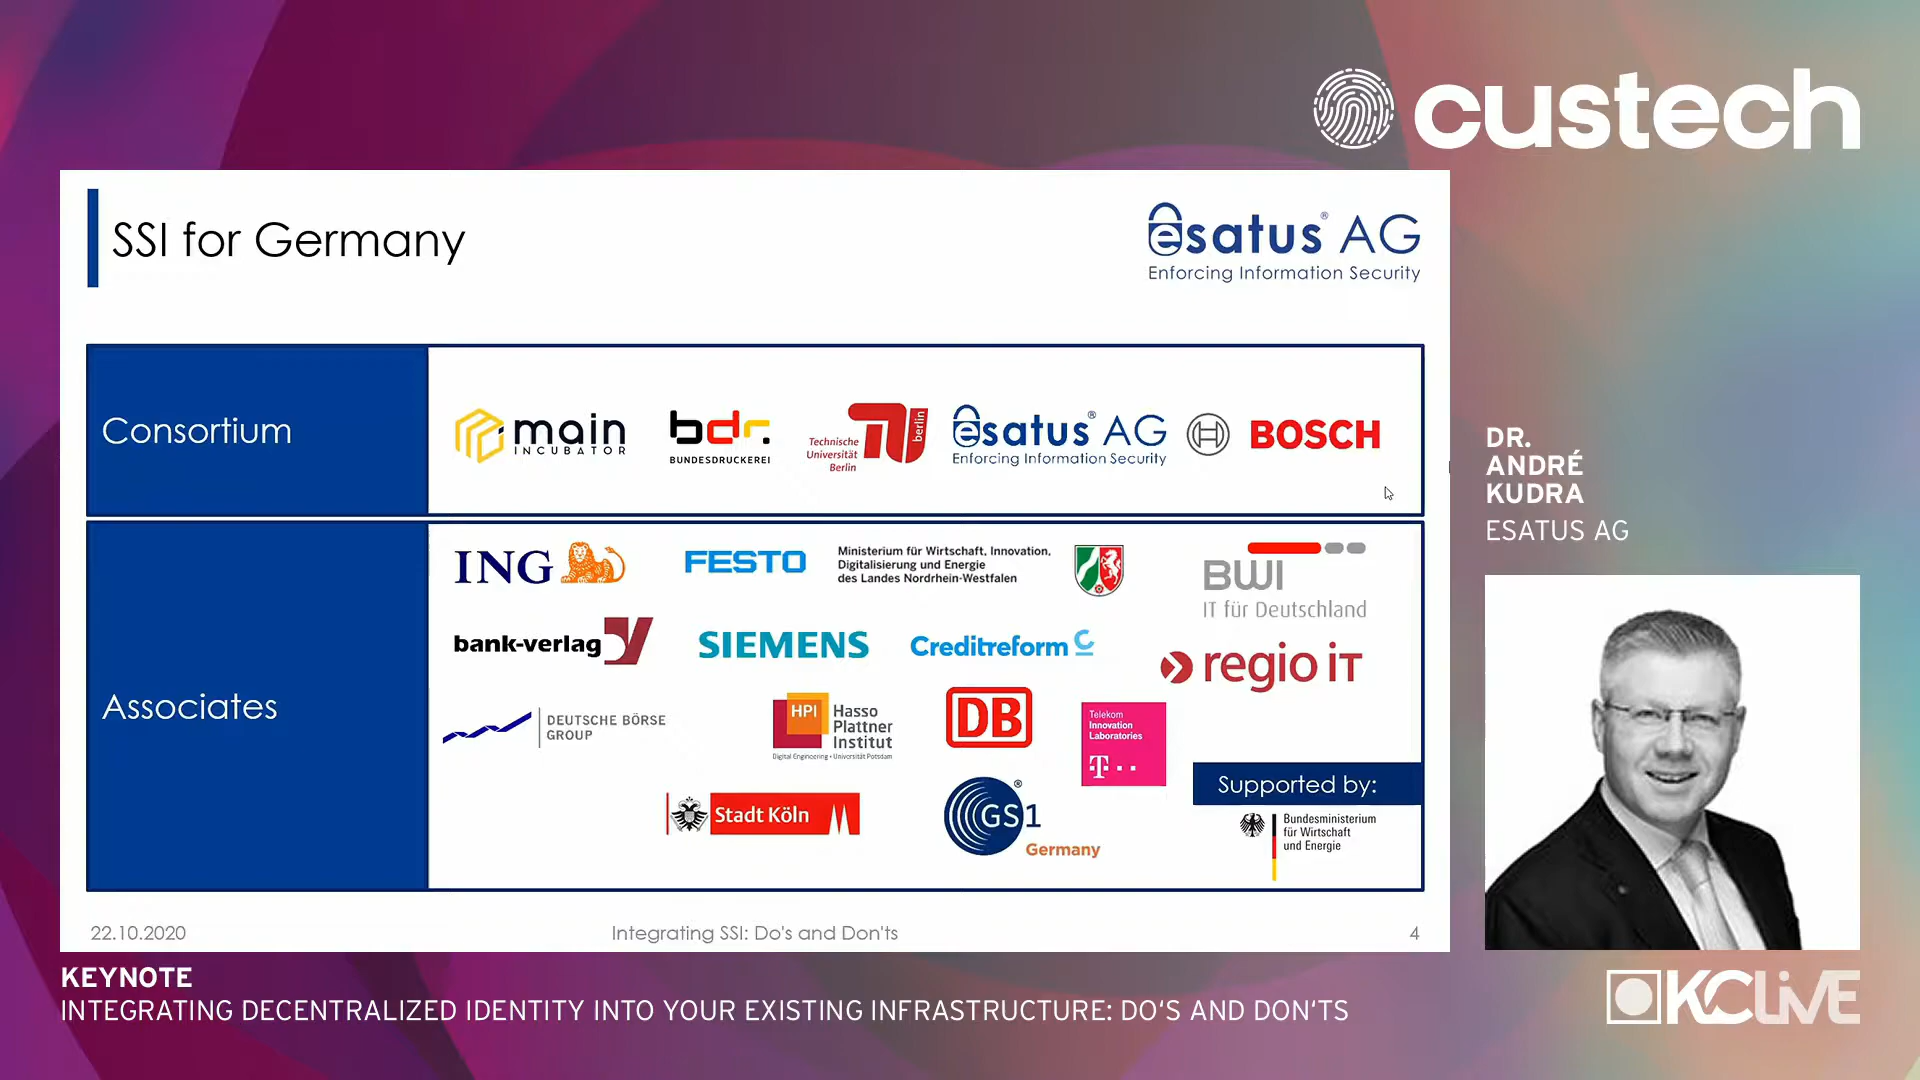 custech
SSI for Germany
esatus® AG
Enforcing Information Security
Consortium
main
INCUBATOR
bdr.
BUNDESDRUCKEREI
Technische
Universität
Berlin
berlin
esatus® AG
Enforcing Information Security
BOSCH
Associates
ING
FESTO
Ministerium für Wirtschaft, Innovation,
Digitalisierung und Energie
des Landes Nordrhein-Westfalen
BWI
IT für Deutschland
bank-verlag
SIEMENS
Creditreform C
regio iT
DEUTSCHE BÖRSE
GROUP
HPI
Hasso
Plattner
Institut
Digital Engineering • Universität Potsdam
DB
Telekom
Innovation
Laboratories
T··
Stadt Köln
GS1®
Germany
Supported by:
Bundesministerium
für Wirtschaft
und Energie
22.10.2020
Integrating SSI: Do's and Don'ts
4
DR.
ANDRÉ
KUDRA
ESATUS AG
KEYNOTE
INTEGRATING DECENTRALIZED IDENTITY INTO YOUR EXISTING INFRASTRUCTURE: DO'S AND DON'TS
KCLiVE